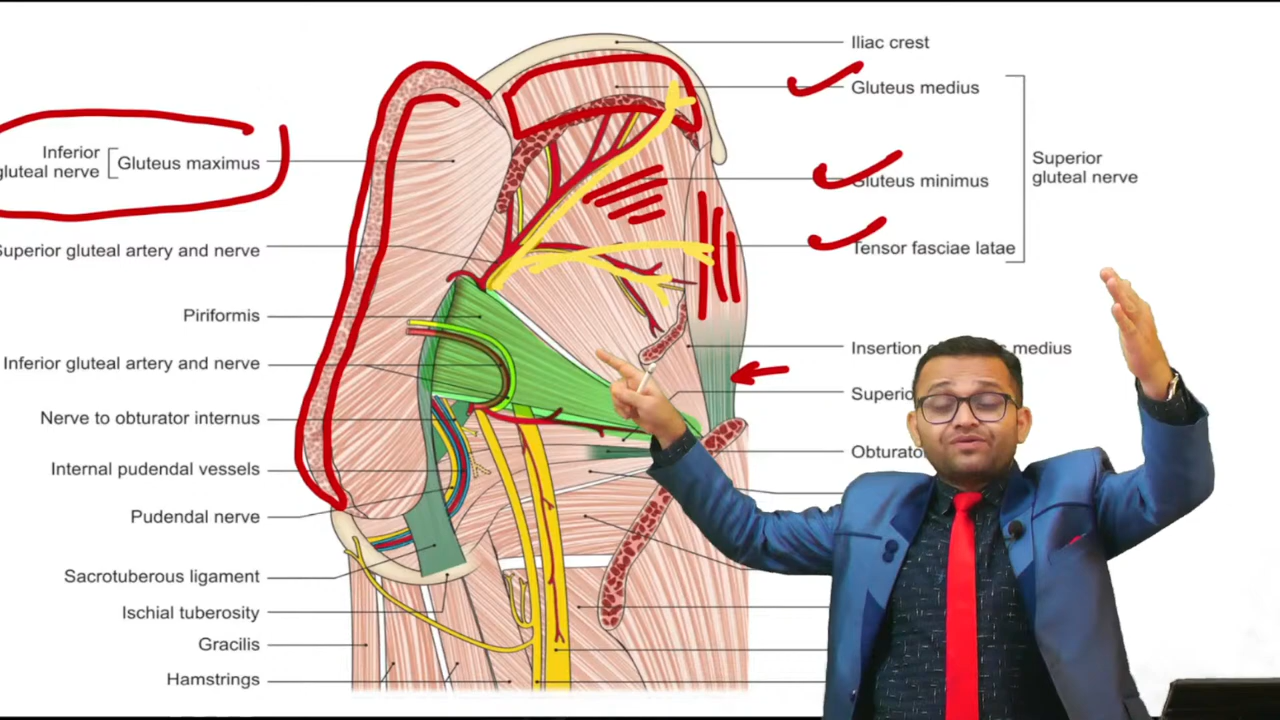 Iliac crest
Gluteus medius
Inferior
gluteal nerve
Gluteus maximus
Gluteus minimus
Superior
gluteal nerve
Superior gluteal artery and nerve
Tensor fasciae latae
Piriformis
Insertion
medius
Inferior gluteal artery and nerve
Nerve to obturator internus
Internal pudendal vessels
Pudendal nerve
Sacrotuberous ligament
Ischial tuberosity
Gracilis
Hamstrings